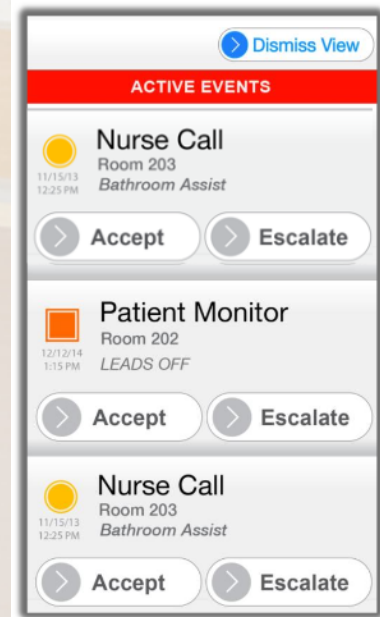 Dismiss View
ACTIVE EVENTS
Nurse Call
Room 203
11/15/13
12:25 PM
Bathroom Assist
Accept
Escalate
Patient Monitor
Room 202
12/12/14
1:15 PM
LEADS OFF
Accept
Escalate
Nurse Call
Room 203
11/15/13
12:25 PM
Bathroom Assist
Accept
Escalate